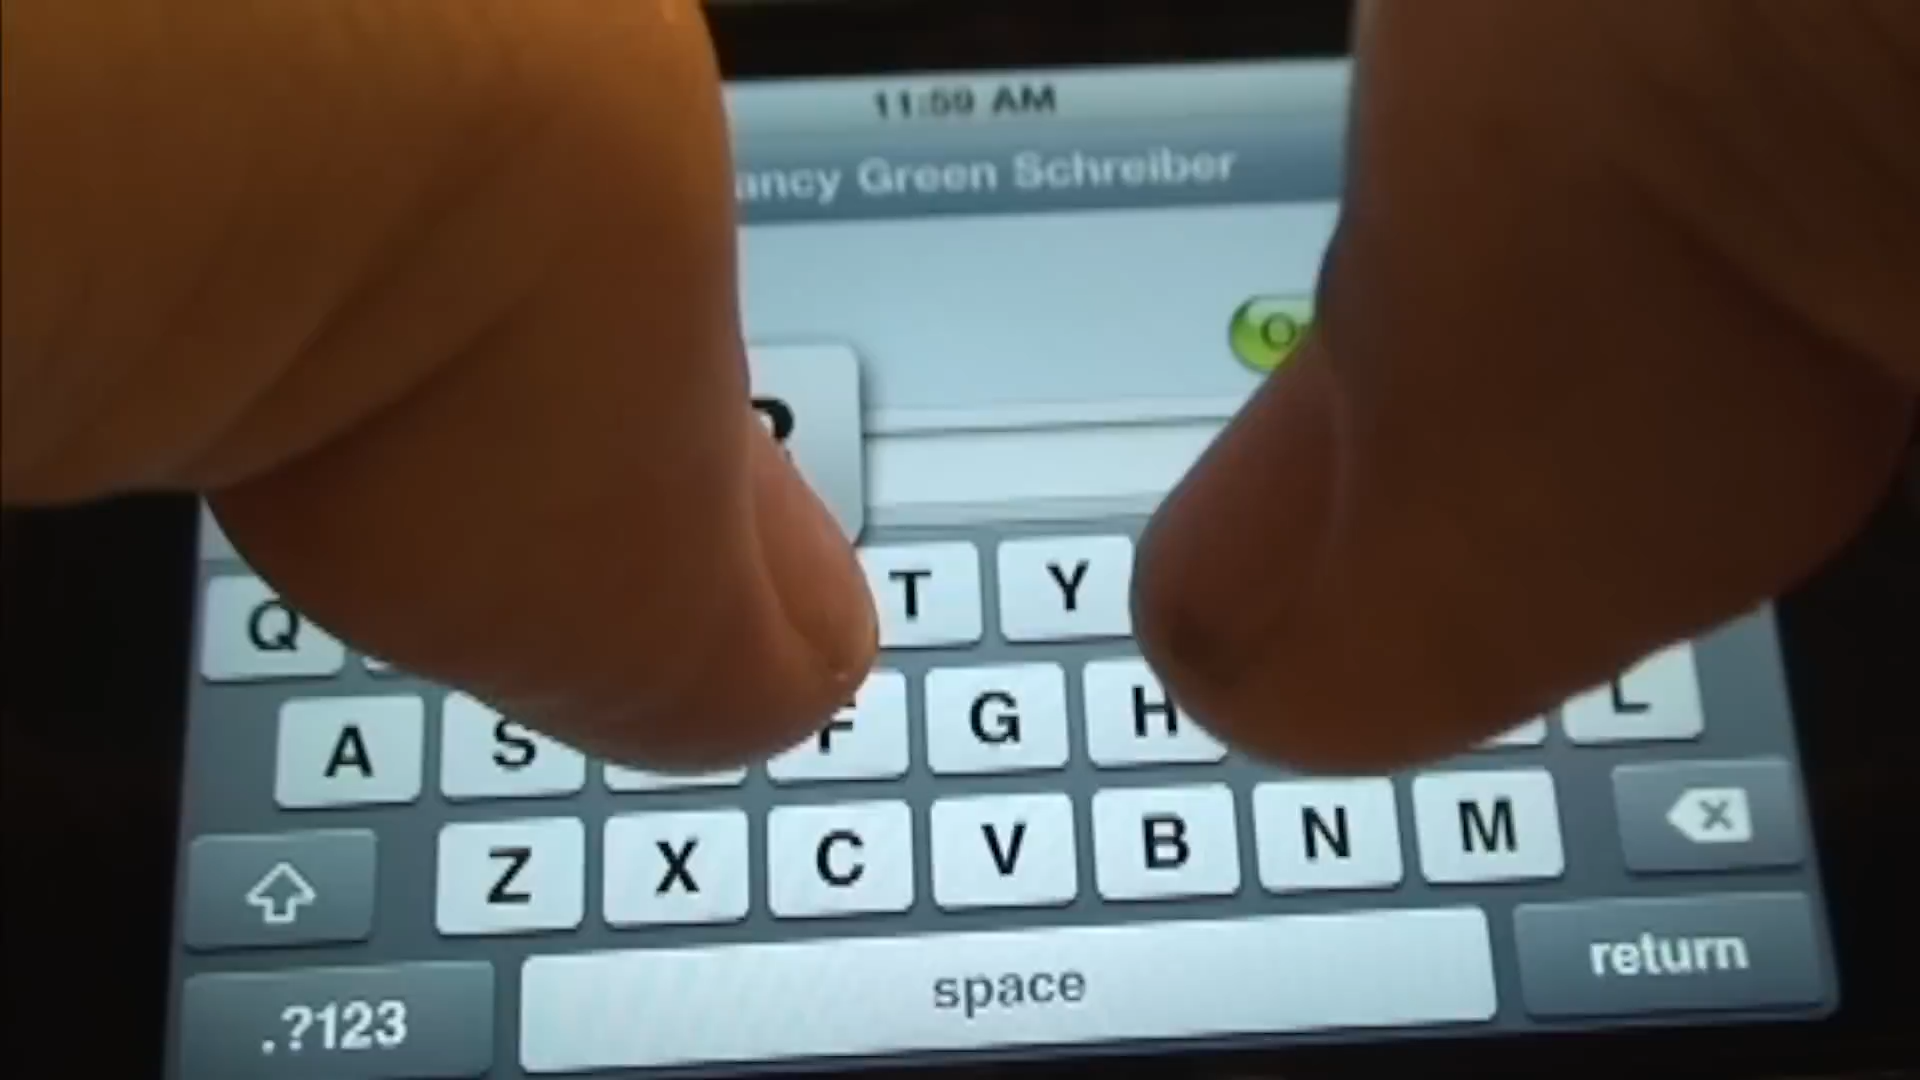 11:59 AM
ancy Green Schreiber
O
Q T Y
A S F G H L
Z X C V B N M
.?123 space return